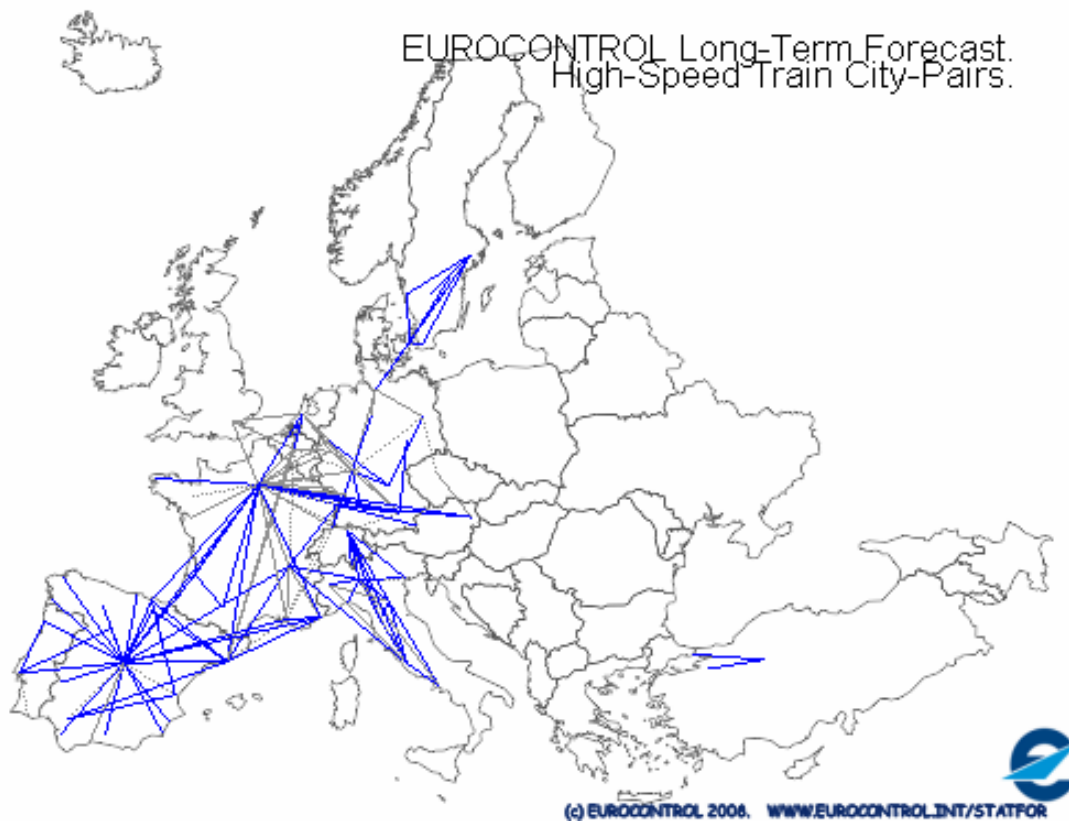 EUROCONTROL Long-Term Forecast.
High-Speed Train City-Pairs.
(c) EUROCONTROL 2008. WWW.EUROCONTROL.INT/STATFOR